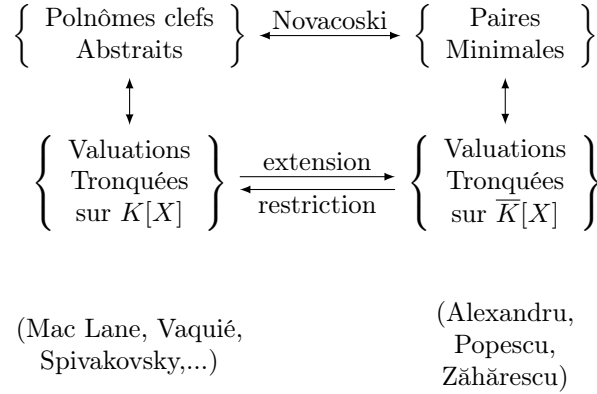 Polnômes clefs
Abstraits
Novacoski
Paires
Minimales
Valuations
Tronquées
sur K[X]
extension
restriction
Valuations
Tronquées
sur K̅[X]
(Mac Lane, Vaquié,
Spivakovsky,...)
(Alexandru,
Popescu,
Zăhărescu)